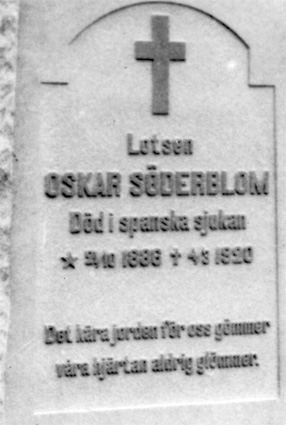 Lotsen
OSKAR SÖDERBLOM
Död i spanska sjukan
1886 † 4/3 1920
Det kära jorden för oss gömmer
våra hjärtan aldrig glömmer.